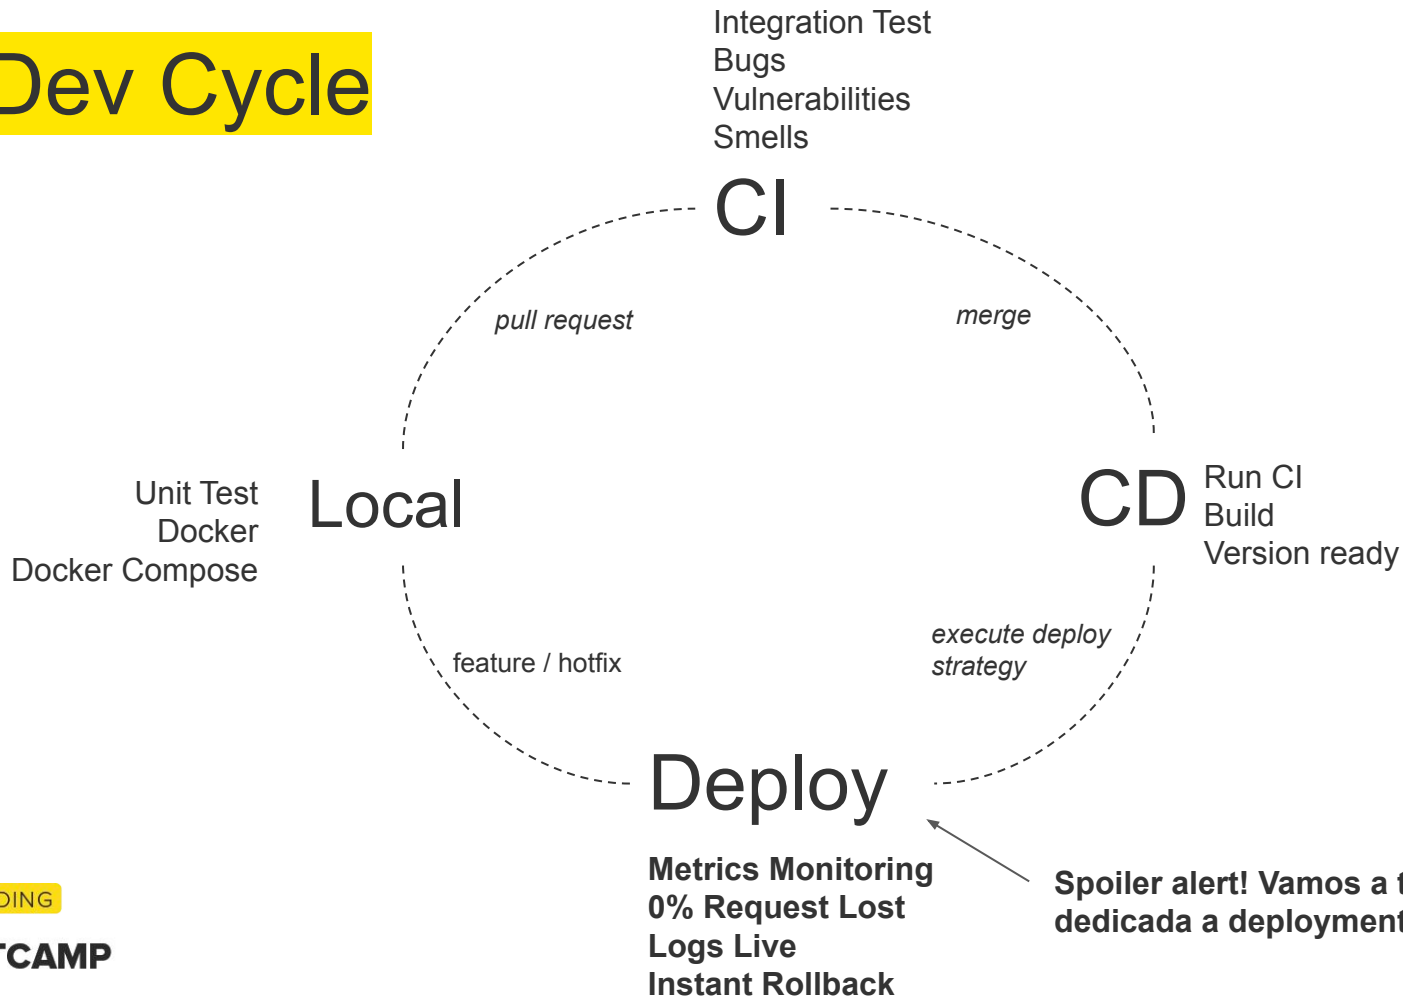 Dev Cycle
Integration Test
Bugs
Vulnerabilities
Smells
CI
pull request
merge
Unit Test
Docker
Docker Compose
Local
CD
Run CI
Build
Version ready
feature / hotfix
execute deploy
strategy
Deploy
Metrics Monitoring
0% Request Lost
Logs Live
Instant Rollback
Spoiler alert! Vamos a
dedicada a deployment